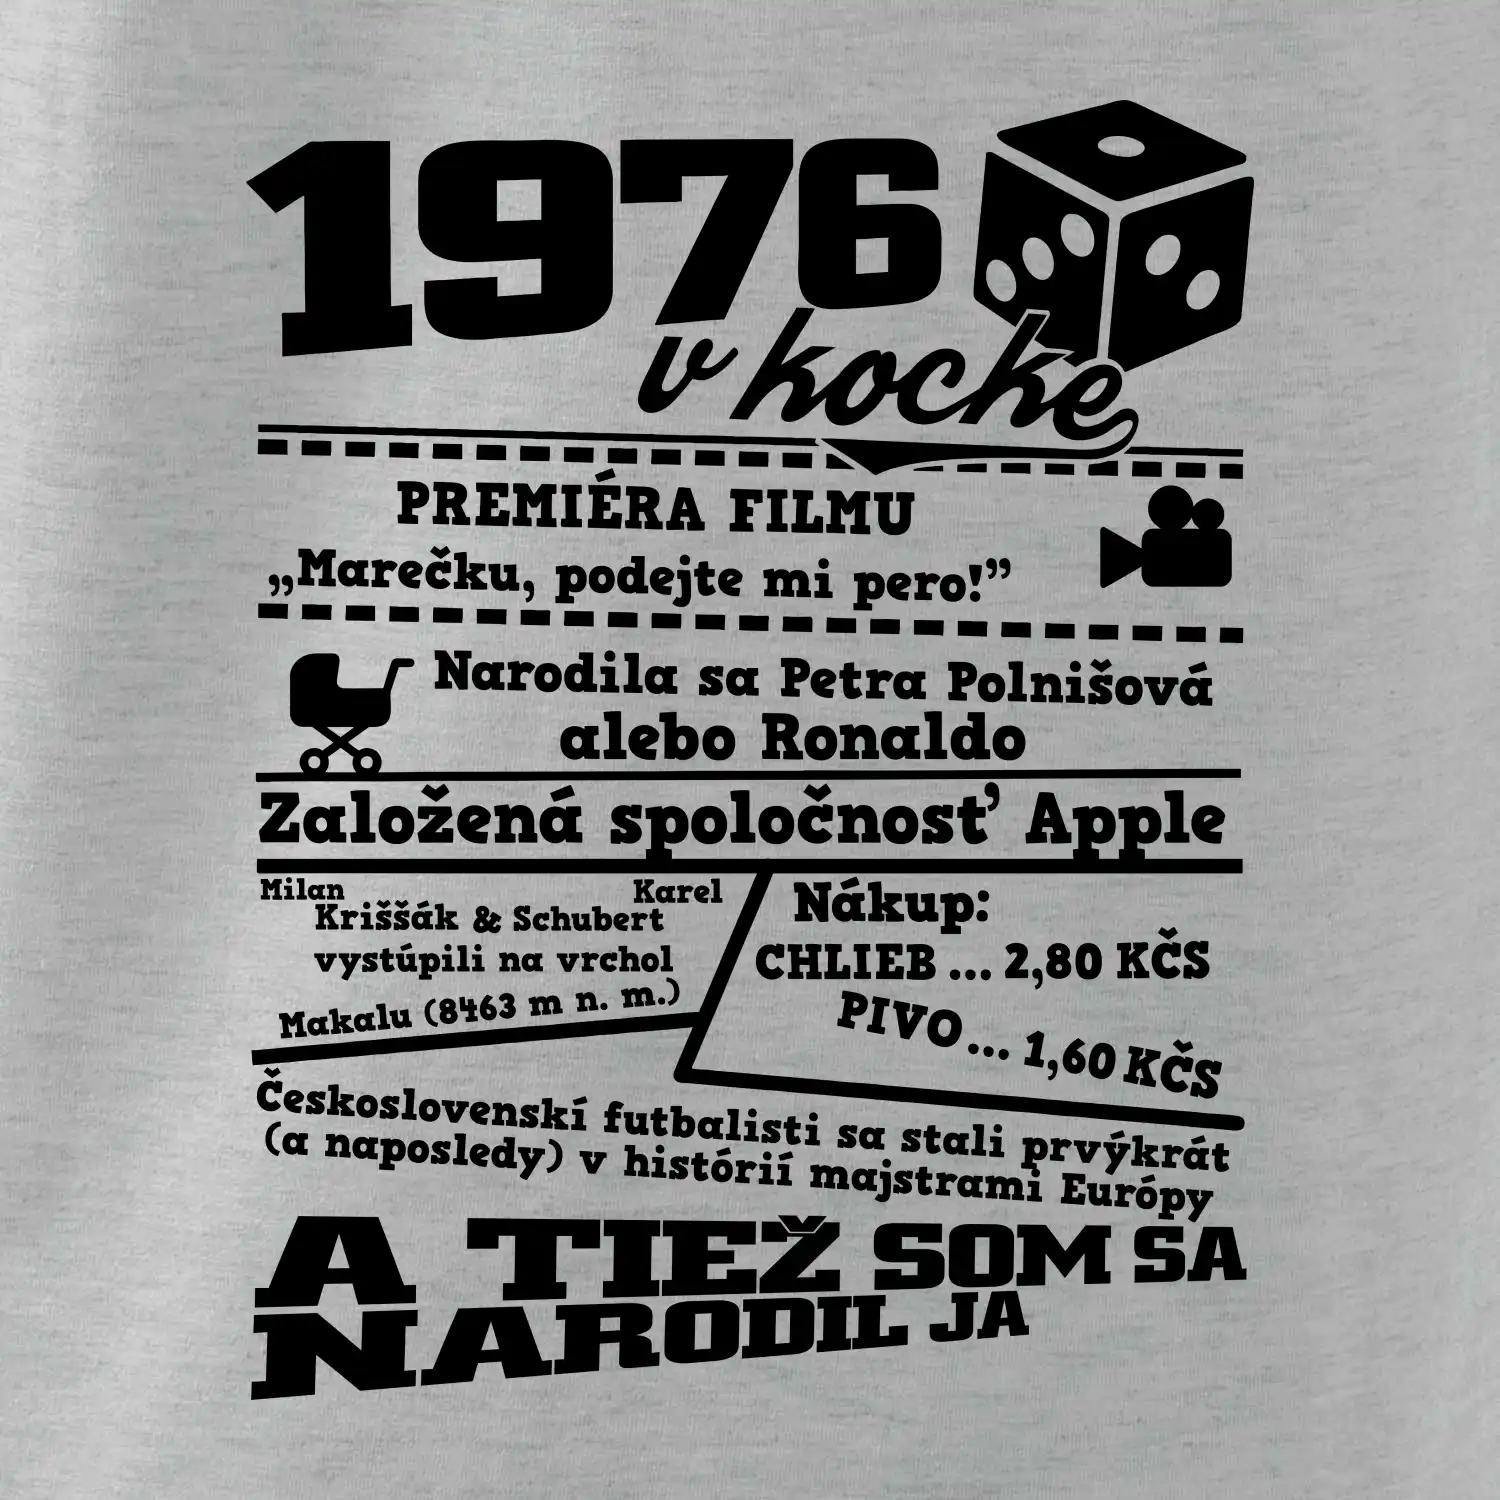 1976
v kocke
PREMIÉRA FILMU
„Marečku, podejte mi pero!”
Narodila sa Petra Polnišová
alebo Ronaldo
Založená spoločnosť Apple
Milan Karel
Kriššák & Schubert
vystúpili na vrchol
Makalu (8463 m n. m.)
Nákup:
CHLIEB ... 2,80 KČS
PIVO ... 1,60 KČS
Československí futbalisti sa stali prvýkrát
(a naposledy) v histórií majstrami Európy
A TIEŽ SOM SA
NARODIL JA